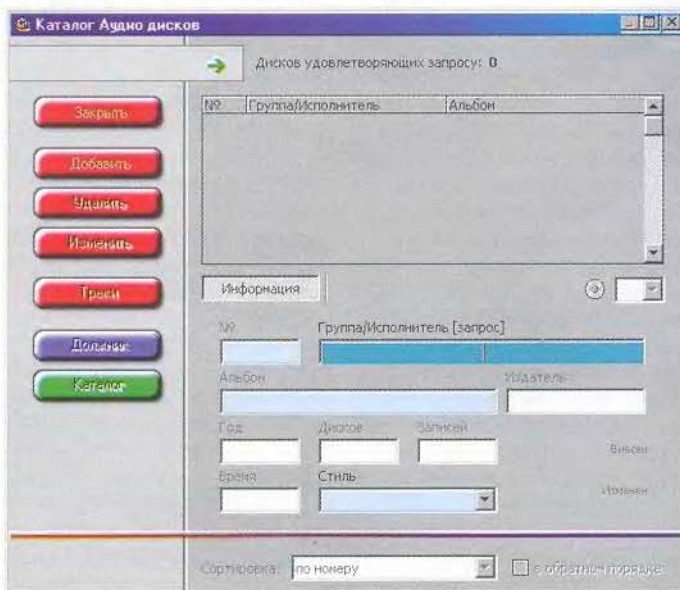 Каталог Аудио дисков
Дисков удовлетворяющих запросу: 0
Закрыть
Добавить
Удалить
Изменить
Треки
Должник
Каталог
№ Группа/Исполнитель Альбом
Информация
№ Группа/Исполнитель [запрос]
Альбом Издатель
Год Дисков Записей
Внесен
Время Стиль
Изменен
Сортировка: по номеру в обратном порядке